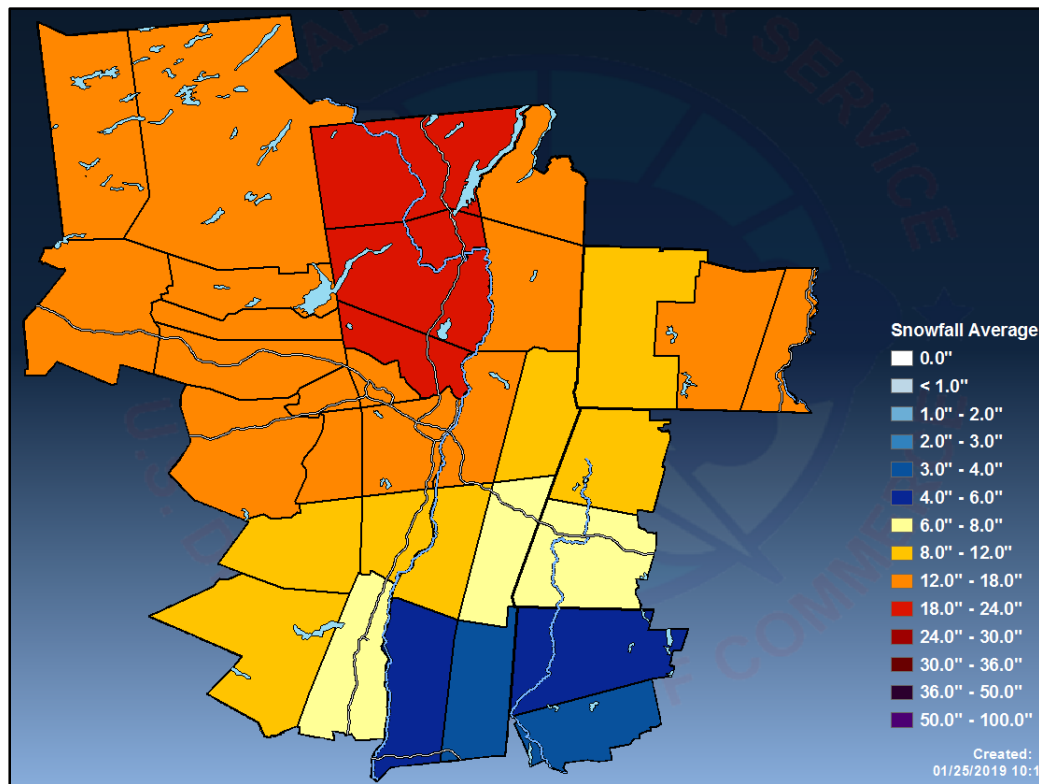 Snowfall Average
0.0"
< 1.0"
1.0" - 2.0"
2.0" - 3.0"
3.0" - 4.0"
4.0" - 6.0"
6.0" - 8.0"
8.0" - 12.0"
12.0" - 18.0"
18.0" - 24.0"
24.0" - 30.0"
30.0" - 36.0"
36.0" - 50.0"
50.0" - 100.0"
Created:
01/25/2019 10:1